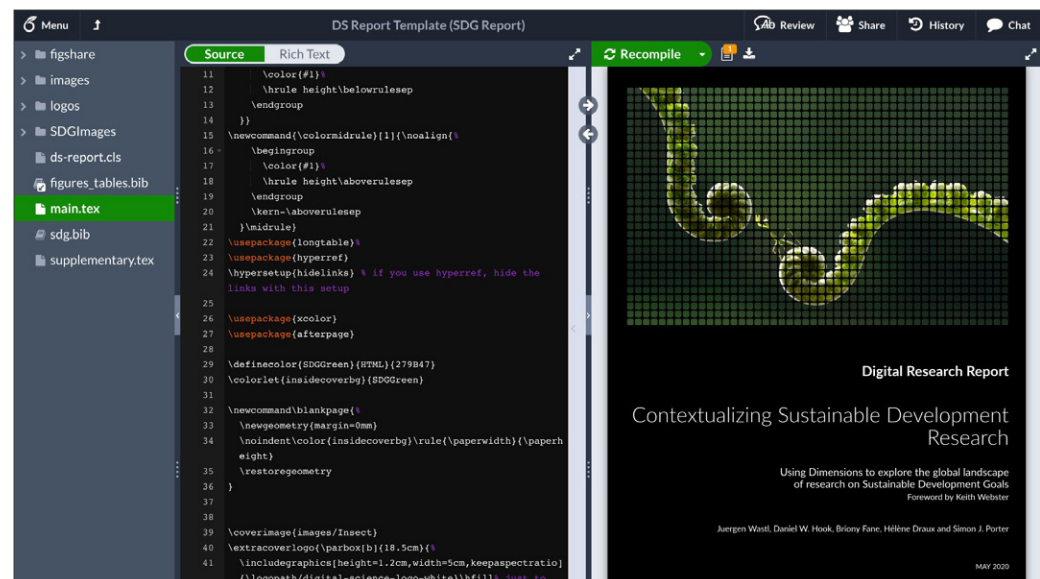 Menu
DS Report Template (SDG Report)
Review
Share
History
Chat
figshare
images
logos
SDGImages
ds-report.cls
figures_tables.bib
main.tex
sdg.bib
supplementary.tex
Source
Rich Text
11 \color{#1}%
12 \hrule height\belowrulesep
13 \endgroup
14 }}
15 \newcommand{\colormidrule}[1]{\noalign{%
16 \begingroup
17 \color{#1}%
18 \hrule height\aboverulesep
19 \endgroup
20 \kern-\aboverulesep
21 }\midrule}
22 \usepackage{longtable}%
23 \usepackage{hyperref}
24 \hypersetup{hidelinks} % if you use hyperref, hide the
links with this setup
25
26 \usepackage{xcolor}
27 \usepackage{afterpage}
28
29 \definecolor{SDGGreen}{HTML}{279B47}
30 \colorlet{insidecoverbg}{SDGGreen}
31
32 \newcommand\blankpage{%
33 \newgeometry{margin=0mm}
34 \noindent\color{insidecoverbg}\rule{\paperwidth}{\paperh
eight}
35 \restoregeometry
36 }
37
38
39 \coverimage{images/Insect}
40 \extracoverlogo{\parbox[b]{18.5cm}{%
41 \includegraphics[height=1.2cm,width=5cm,keepaspectratio]
{\logopath/digital-science-logo-white}\hfill% just to
Recompile
1
Digital Research Report
Contextualizing Sustainable Development
Research
Using Dimensions to explore the global landscape
of research on Sustainable Development Goals
Foreword by Keith Webster
Juergen Wastl, Daniel W. Hook, Briony Fane, Hélène Draux and Simon J. Porter
MAY 2020